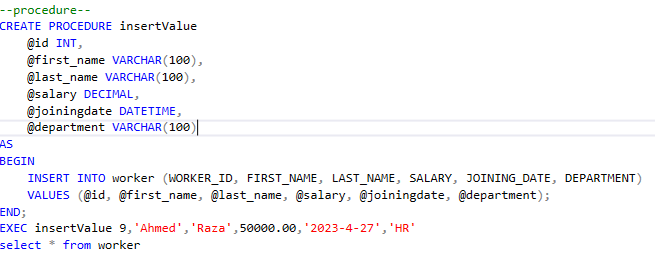 --procedure--
CREATE PROCEDURE insertValue
    @id INT,
    @first_name VARCHAR(100),
    @last_name VARCHAR(100),
    @salary DECIMAL,
    @joiningdate DATETIME,
    @department VARCHAR(100)
AS
BEGIN
    INSERT INTO worker (WORKER_ID, FIRST_NAME, LAST_NAME, SALARY, JOINING_DATE, DEPARTMENT)
    VALUES (@id, @first_name, @last_name, @salary, @joiningdate, @department);
END;
EXEC insertValue 9,'Ahmed','Raza',50000.00,'2023-4-27','HR'
select * from worker